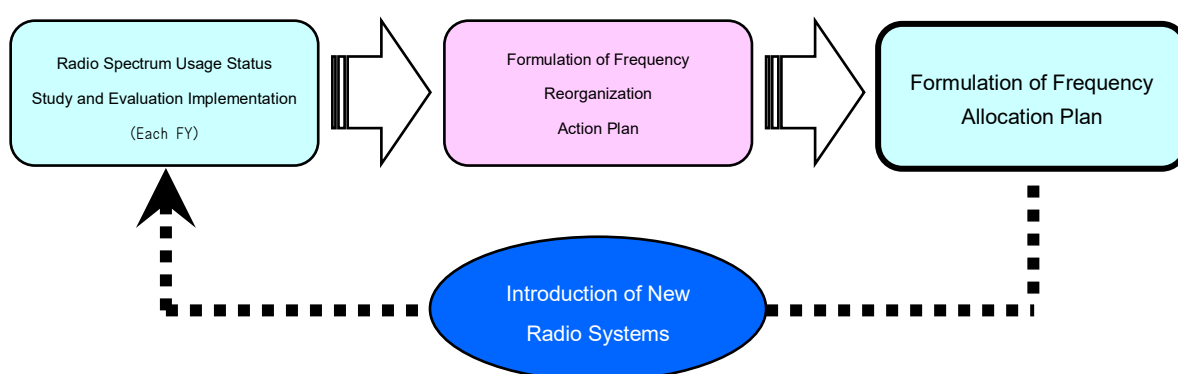 Radio Spectrum Usage Status
Study and Evaluation Implementation
(Each FY)
Formulation of Frequency
Reorganization
Action Plan
Formulation of Frequency
Allocation Plan
Introduction of New
Radio Systems